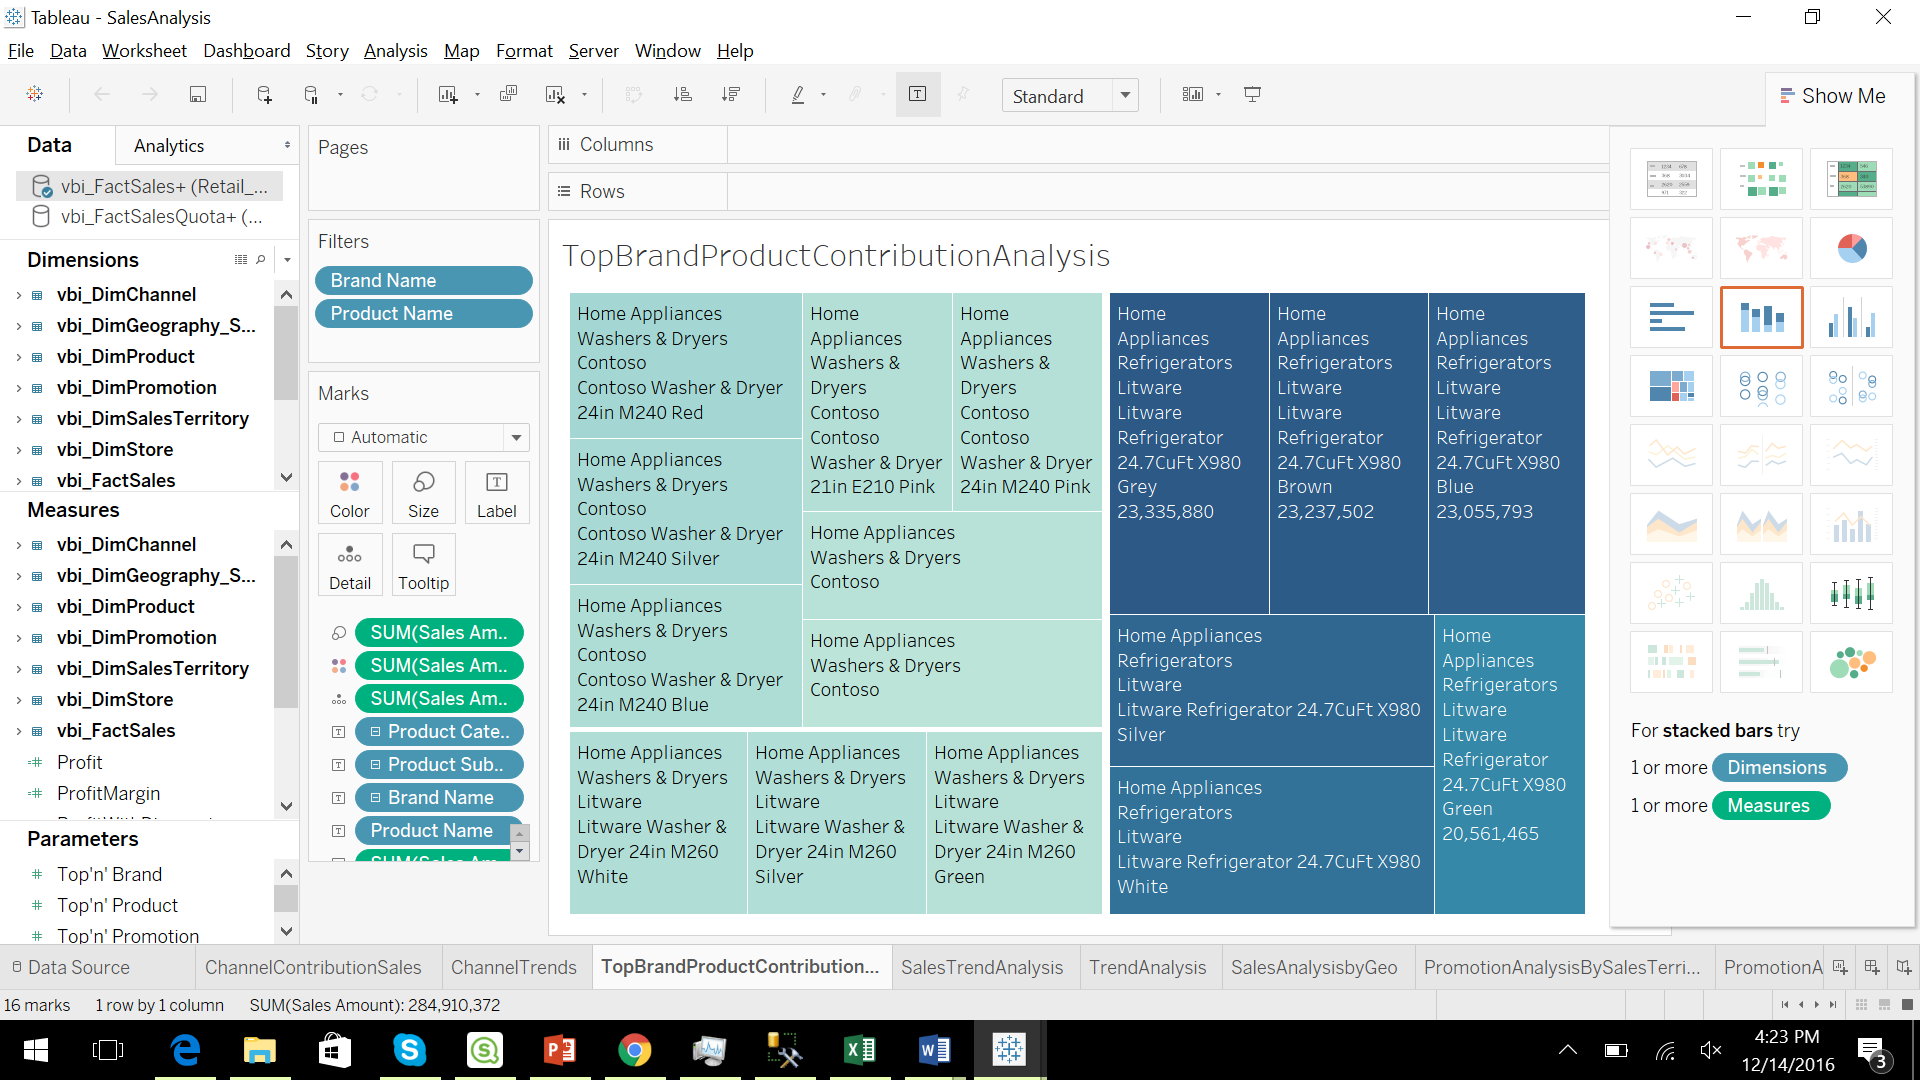 Tableau - SalesAnalysis
File Data Worksheet Dashboard Story Analysis Map Format Server Window Help
Standard
Show Me
Data
Analytics
vbi_FactSales+ (Retail_...
vbi_FactSalesQuota+ (...
Dimensions
vbi_DimChannel
vbi_DimGeography_S...
vbi_DimProduct
vbi_DimPromotion
vbi_DimSalesTerritory
vbi_DimStore
vbi_FactSales
Measures
vbi_DimChannel
vbi_DimGeography_S...
vbi_DimProduct
vbi_DimPromotion
vbi_DimSalesTerritory
vbi_DimStore
vbi_FactSales
Profit
ProfitMargin
Parameters
Top'n' Brand
Top'n' Product
Top'n' Promotion
Pages
Filters
Brand Name
Product Name
Marks
Automatic
Color
Size
Label
Detail
Tooltip
SUM(Sales Am..
SUM(Sales Am..
SUM(Sales Am..
Product Cate..
Product Sub..
Brand Name
Product Name
Columns
Rows
TopBrandProductContributionAnalysis
Home Appliances
Washers & Dryers
Contoso
Contoso Washer & Dryer
24in M240 Red
Home Appliances
Washers & Dryers
Contoso
Contoso Washer & Dryer
24in M240 Silver
Home Appliances
Washers & Dryers
Contoso
Contoso Washer & Dryer
24in M240 Blue
Home
Appliances
Washers &
Dryers
Contoso
Contoso
Washer & Dryer
21in E210 Pink
Home
Appliances
Washers &
Dryers
Contoso
Contoso
Washer & Dryer
24in M240 Pink
Home Appliances
Washers & Dryers
Contoso
Home Appliances
Washers & Dryers
Contoso
Home Appliances
Washers & Dryers
Litware
Litware Washer &
Dryer 24in M260
White
Home Appliances
Washers & Dryers
Litware
Litware Washer &
Dryer 24in M260
Silver
Home Appliances
Washers & Dryers
Litware
Litware Washer &
Dryer 24in M260
Green
Home
Appliances
Refrigerators
Litware
Litware
Refrigerator
24.7CuFt X980
Grey
23,335,880
Home
Appliances
Refrigerators
Litware
Litware
Refrigerator
24.7CuFt X980
Brown
23,237,502
Home
Appliances
Refrigerators
Litware
Litware
Refrigerator
24.7CuFt X980
Blue
23,055,793
Home Appliances
Refrigerators
Litware
Litware Refrigerator 24.7CuFt X980
Silver
Home Appliances
Refrigerators
Litware
Litware Refrigerator 24.7CuFt X980
White
Home
Appliances
Refrigerators
Litware
Litware
Refrigerator
24.7CuFt X980
Green
20,561,465
For stacked bars try
1 or more Dimensions
1 or more Measures
Data Source
ChannelContributionSales
ChannelTrends
TopBrandProductContribution...
SalesTrendAnalysis
TrendAnalysis
SalesAnalysisbyGeo
PromotionAnalysisBySalesTerri...
PromotionA
16 marks 1 row by 1 column SUM(Sales Amount): 284,910,372
4:23 PM
12/14/2016
3